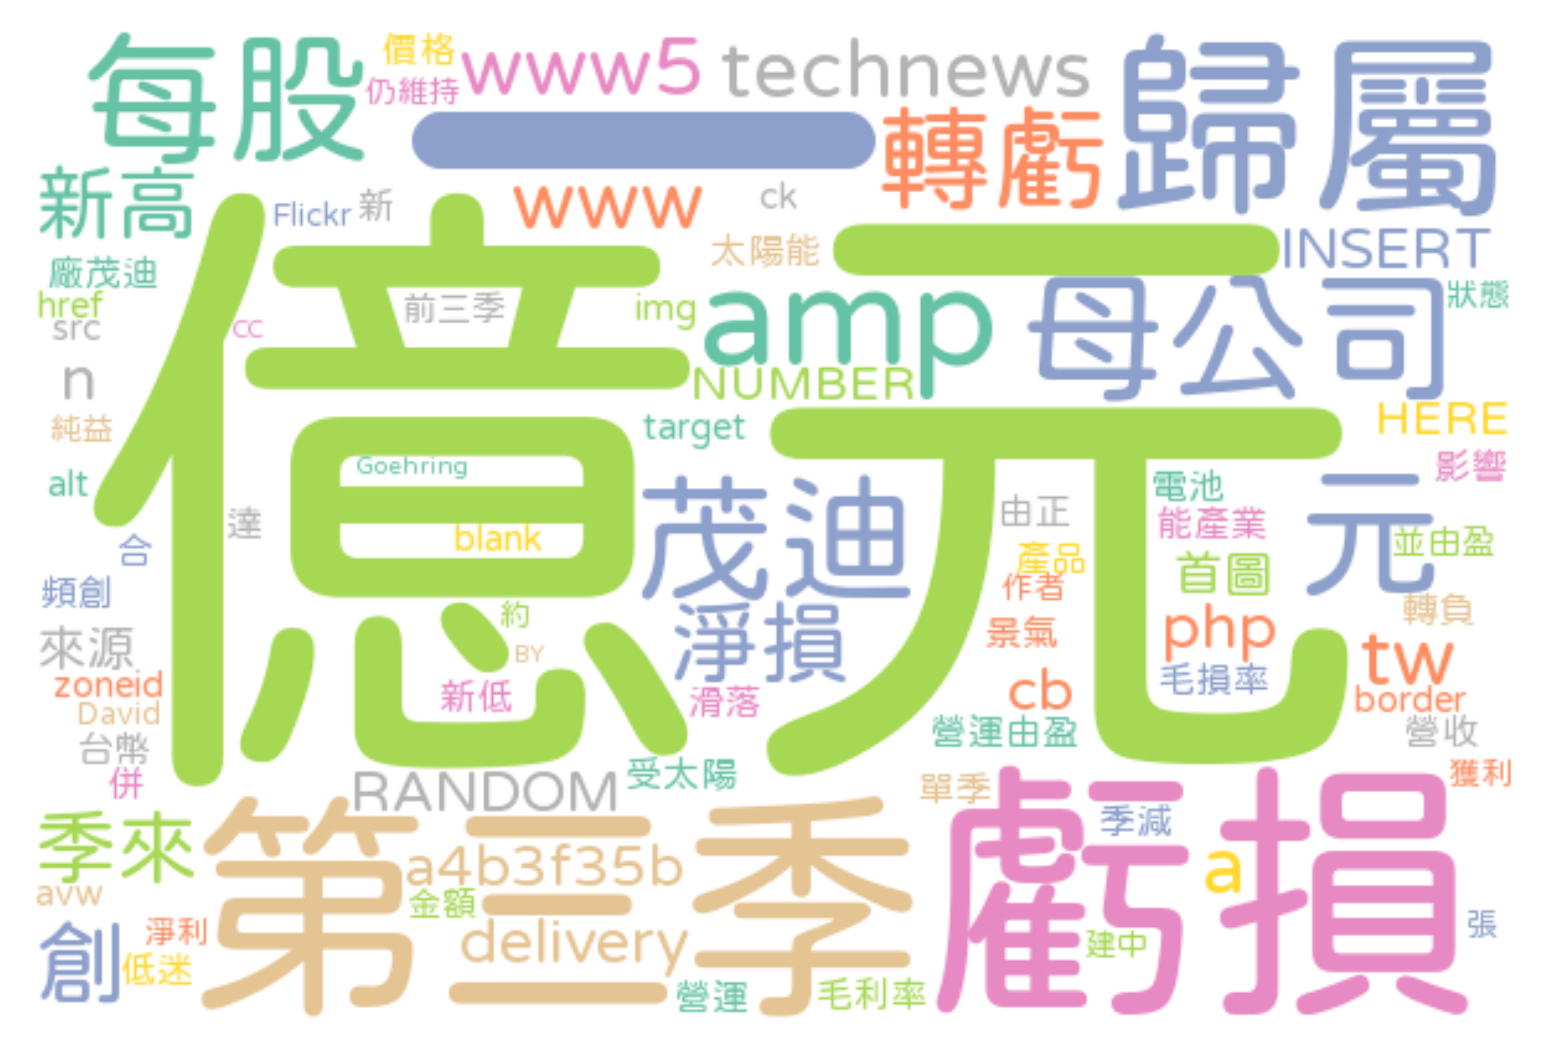 每股
價格
仍維持
www5
technews
歸屬
一
轉虧
新高
Flickr
新
www
ck
太陽能
一
INSERT
廠茂迪
href
src
CC
前三季
img
amp
母公司
狀態
n
NUMBER
億元
純益
target
HERE
alt
Goehring
茂迪
電池
元
影響
達
blank
由正
能產業
並由盈
合
產品
首圖
頻創
作者
轉負
約
淨損
景氣
php
來源
BY
tw
zoneid
新低
滑落
cb
毛損率
border
David
台幣
營運由盈
營收
併
RANDOM
受太陽
單季
獲利
季來
第三季
a4b3f35b
虧損
季減
a
avw
金額
創
淨利
delivery
建中
張
低迷
營運
毛利率